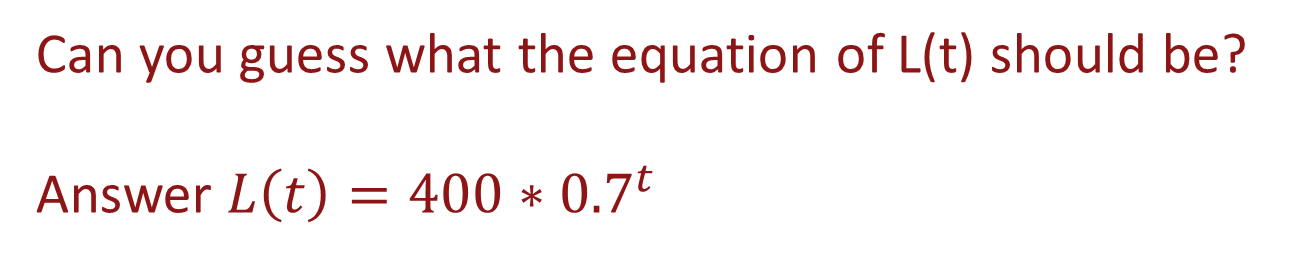 Can you guess what the equation of L(t) should be?
Answer L(t) = 400 * 0.7^t